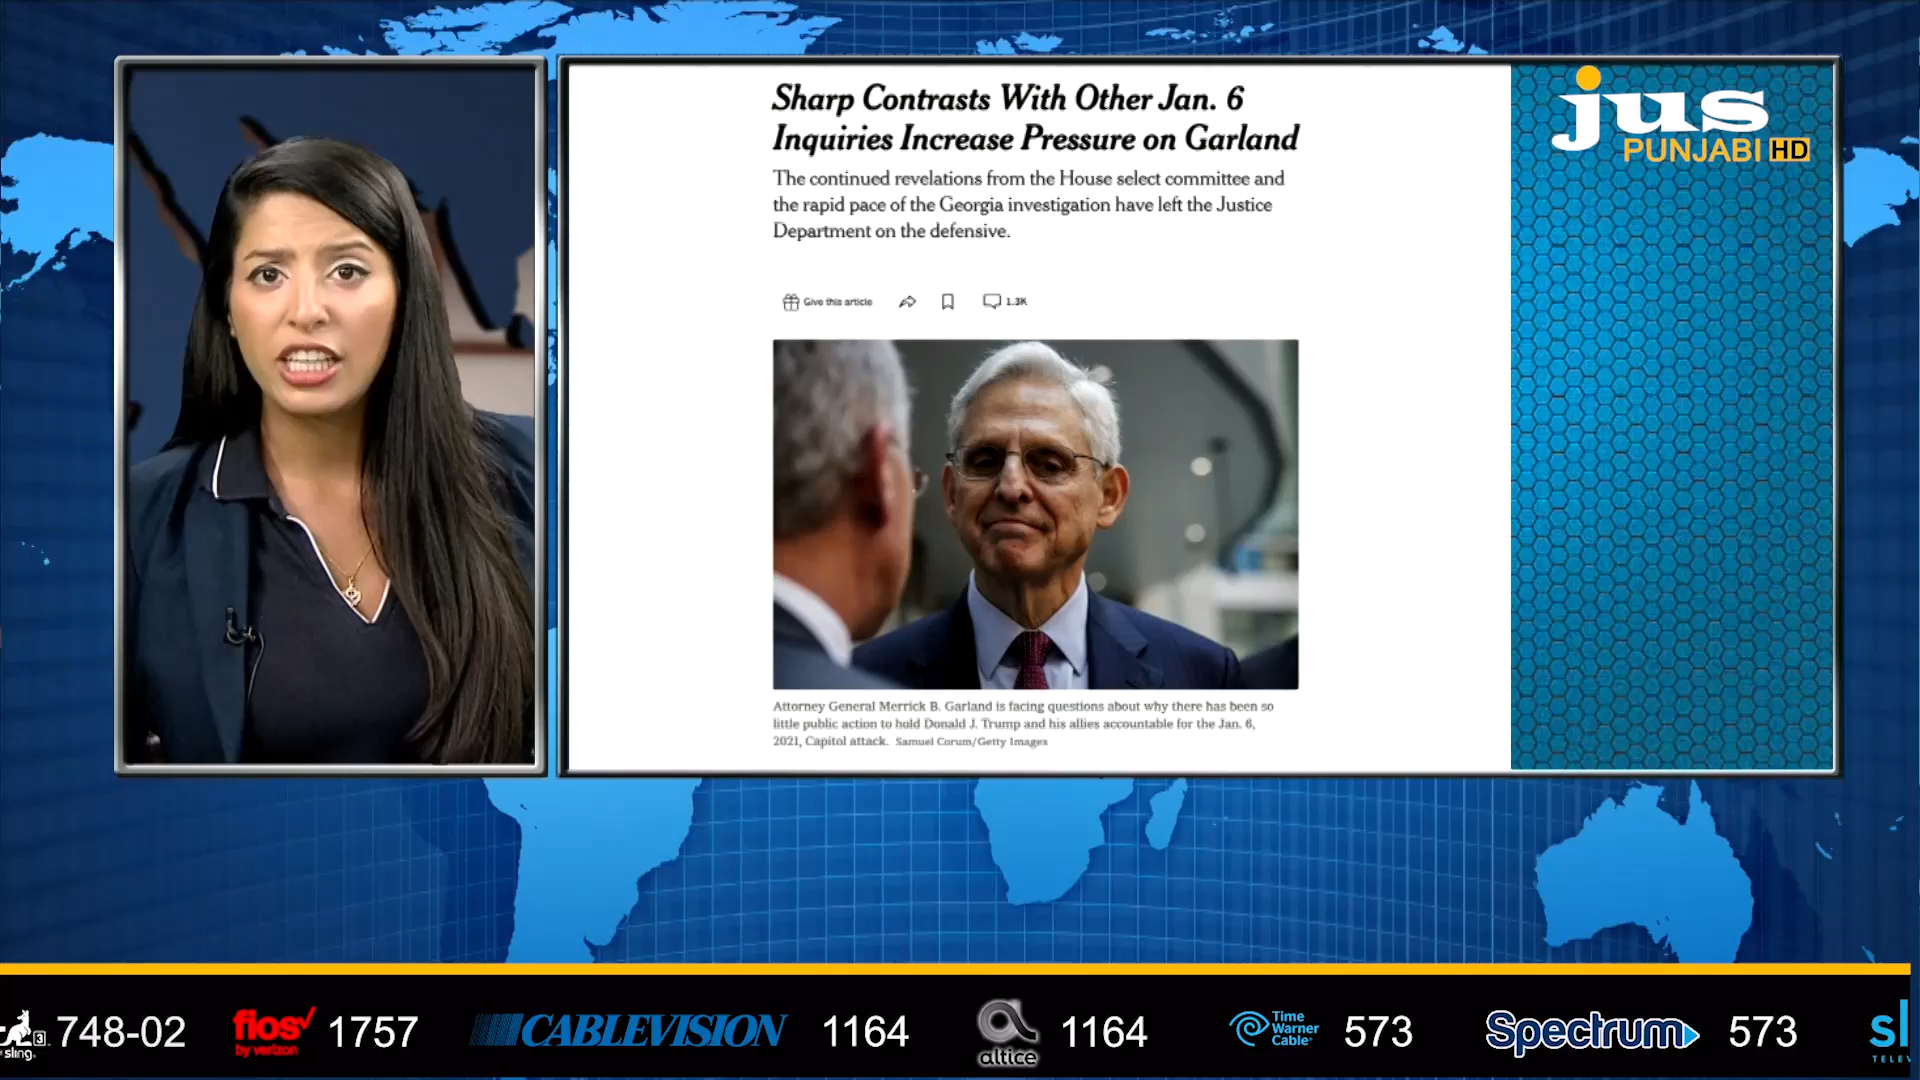 Sharp Contrasts With Other Jan. 6
Inquiries Increase Pressure on Garland
The continued revelations from the House select committee and
the rapid pace of the Georgia investigation have left the Justice
Department on the defensive.
Give this article
1.3K
Attorney General Merrick B. Garland is facing questions about why there has been so
little public action to hold Donald J. Trump and his allies accountable for the Jan. 6,
2021, Capitol attack. Samuel Corum/Getty Images
jus
PUNJABI HD
sling 748-02
fios by verizon 1757
CABLEVISION 1164
altice 1164
Time Warner Cable 573
Spectrum 573
sl
TELEV